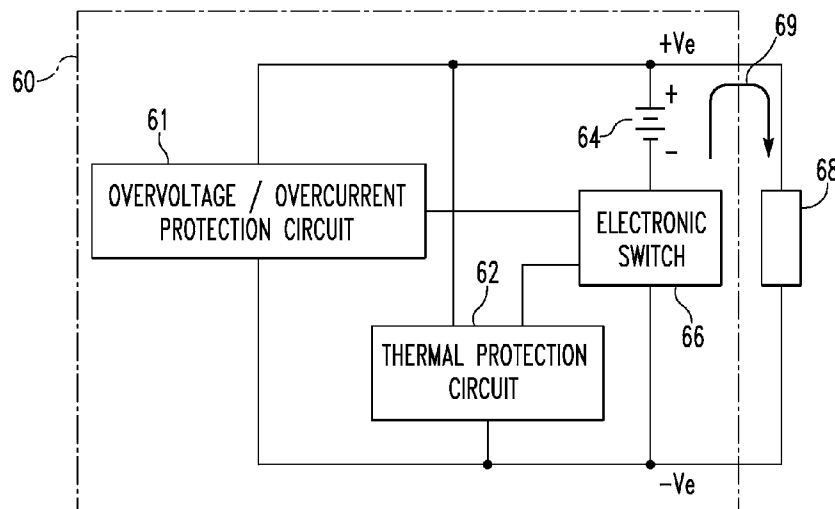 60
61
OVERVOLTAGE / OVERCURRENT
PROTECTION CIRCUIT
62
THERMAL PROTECTION
CIRCUIT
+Ve
69
64
+
-
ELECTRONIC
SWITCH
66
68
-Ve